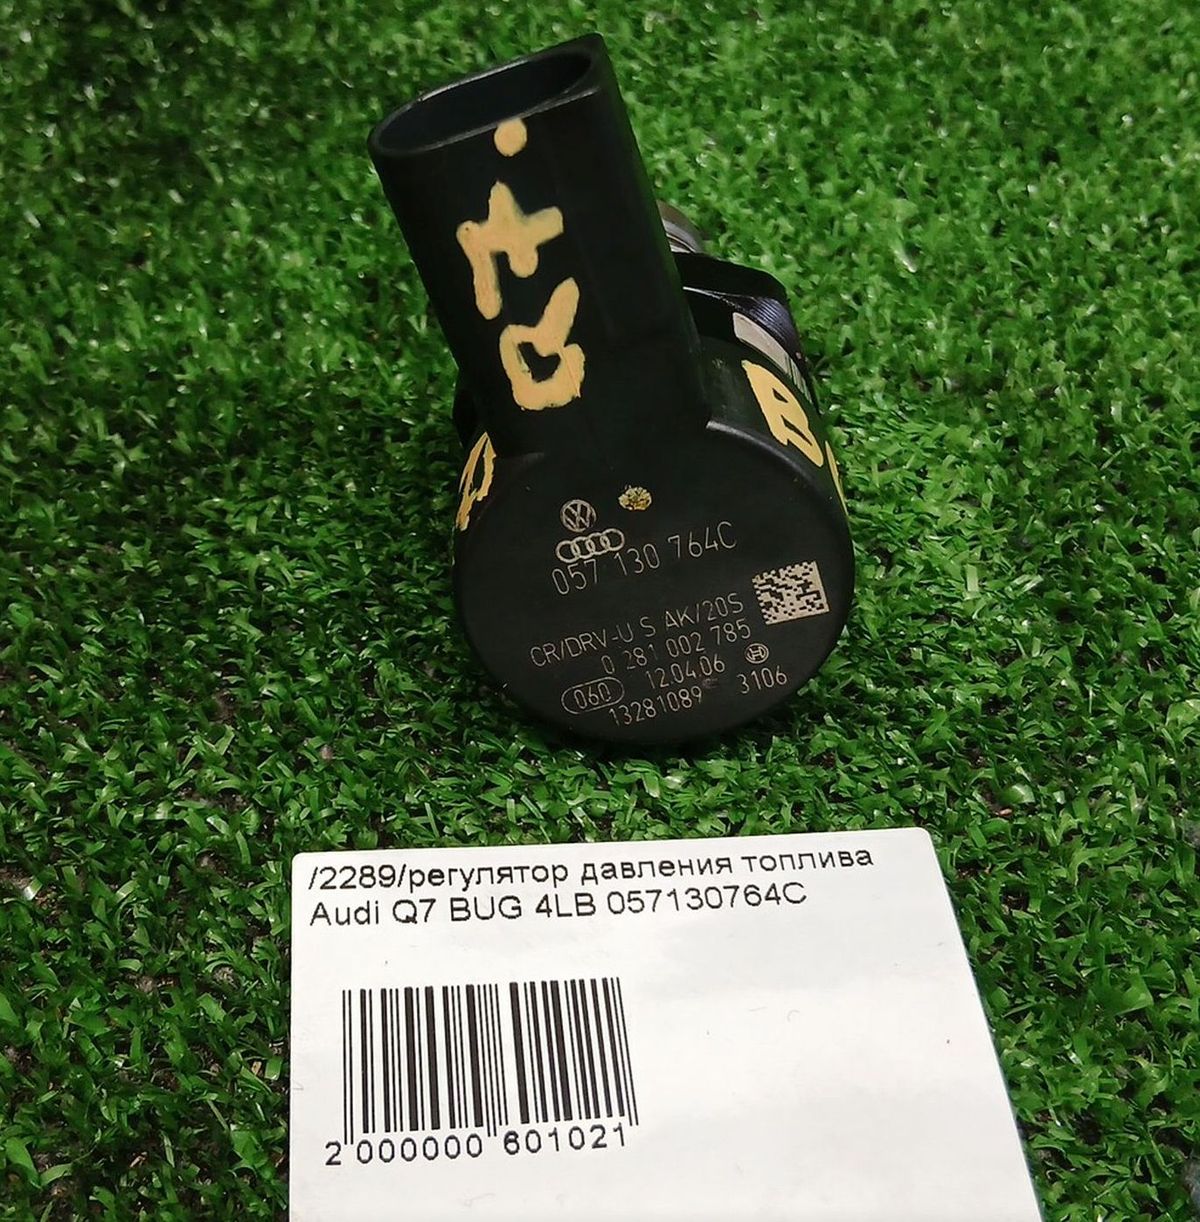 Q7
B
057 130 764C
CR/DRV-U S AK/20S
0 281 002 785
060 12.04.06
13281089 3106
/2289/регулятор давления топлива
Audi Q7 BUG 4LB 057130764C
2 000000 601021